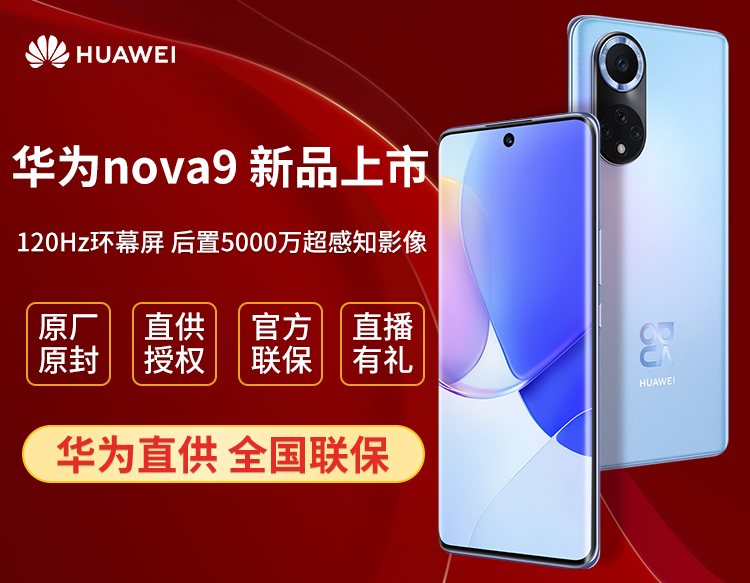 HUAWEI
华为nova9 新品上市
120Hz环幕屏 后置5000万超感知影像
原厂
原封
直供
授权
官方
联保
直播
有礼
华为直供 全国联保
HUAWEI